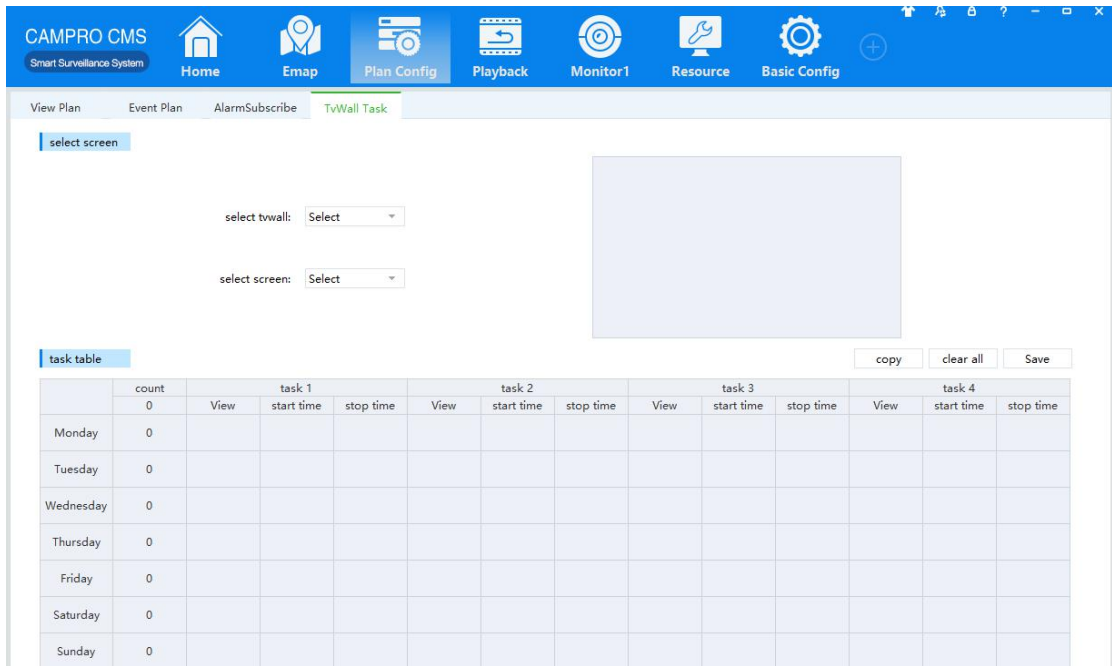 CAMPRO CMS
Smart Surveillance System
Home Emap Plan Config Playback Monitor1 Resource Basic Config
View Plan Event Plan AlarmSubscribe TvWall Task
select screen
select tvwall: Select
select screen: Select
task table copy clear all Save
count task 1 task 2 task 3 task 4
0 View start time stop time View start time stop time View start time stop time View start time stop time
Monday 0
Tuesday 0
Wednesday 0
Thursday 0
Friday 0
Saturday 0
Sunday 0